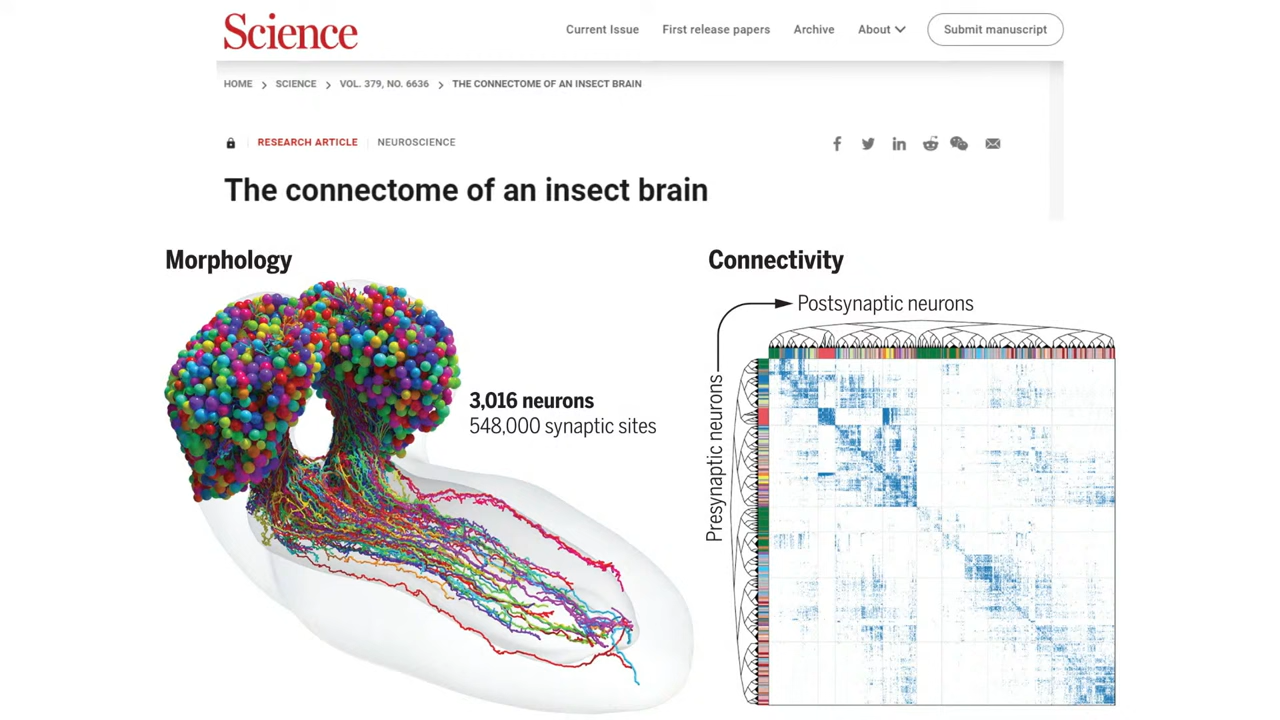 Science
Current Issue First release papers Archive About Submit manuscript
HOME > SCIENCE > VOL. 379, NO. 6636 > THE CONNECTOME OF AN INSECT BRAIN
RESEARCH ARTICLE NEUROSCIENCE
The connectome of an insect brain
Morphology
3,016 neurons
548,000 synaptic sites
Connectivity
Postsynaptic neurons
Presynaptic neurons